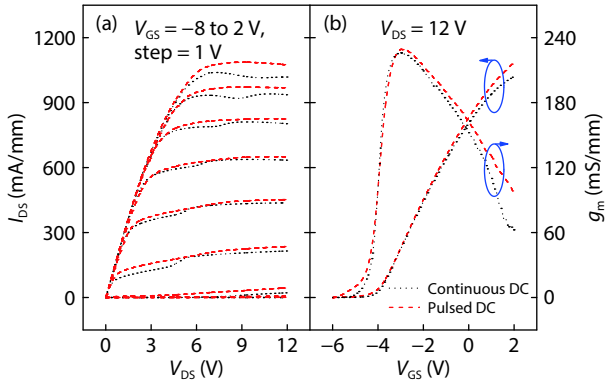 (a)
V_GS = −8 to 2 V,
step = 1 V
(b)
V_DS = 12 V
1200
900
600
300
0
I_DS (mA/mm)
0 3 6 9 12
V_DS (V)
−6 −4 −2 0 2
V_GS (V)
240
180
120
60
0
g_m (mS/mm)
Continuous DC
Pulsed DC